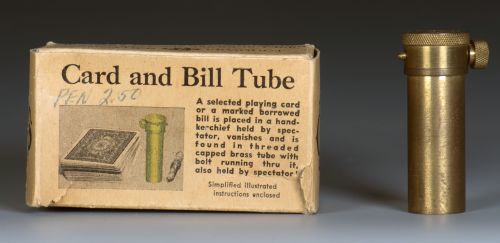 Card and Bill Tube
PEN 2.50
A selected playing card
or a marked borrowed
bill is placed in a hand-
kerchief held by spec-
tator, vanishes and is
found in threaded
capped brass tube with
bolt running thru it,
also held by spectator!
Simplified illustrated
instructions enclosed